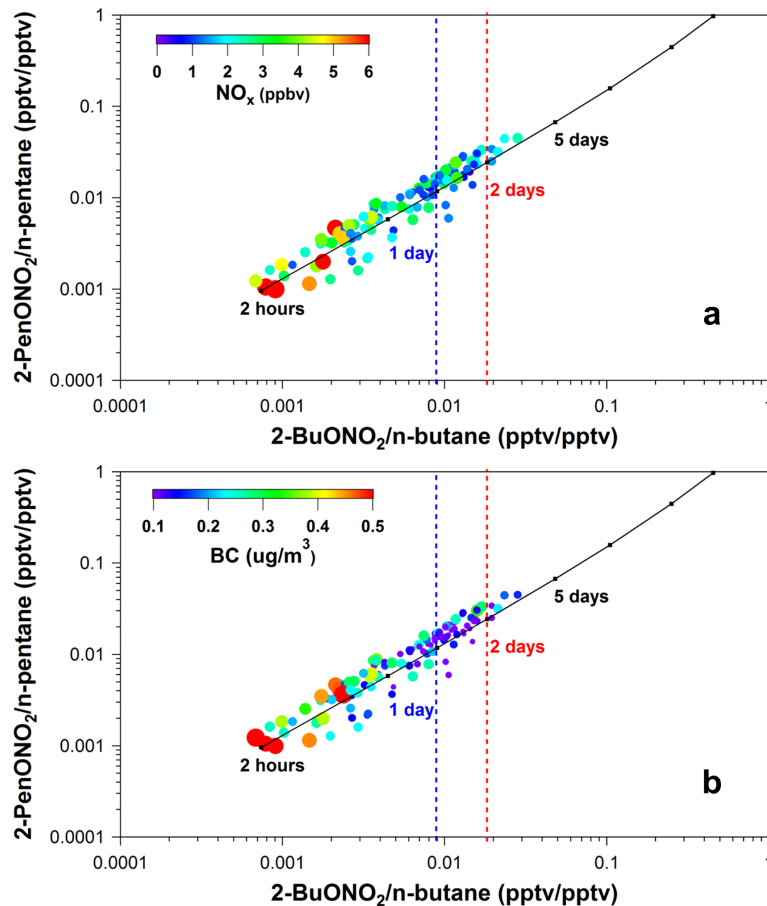 1
0 1 2 3 4 5 6
NOx (ppbv)
0.1
5 days
0.01
2 days
1 day
0.001
2 hours
a
0.0001
0.0001 0.001 0.01 0.1 1
2-PenONO2/n-pentane (pptv/pptv)
2-BuONO2/n-butane (pptv/pptv)
1
0.1 0.2 0.3 0.4 0.5
BC (ug/m3)
0.1
5 days
0.01
2 days
1 day
0.001
2 hours
b
0.0001
0.0001 0.001 0.01 0.1 1
2-PenONO2/n-pentane (pptv/pptv)
2-BuONO2/n-butane (pptv/pptv)